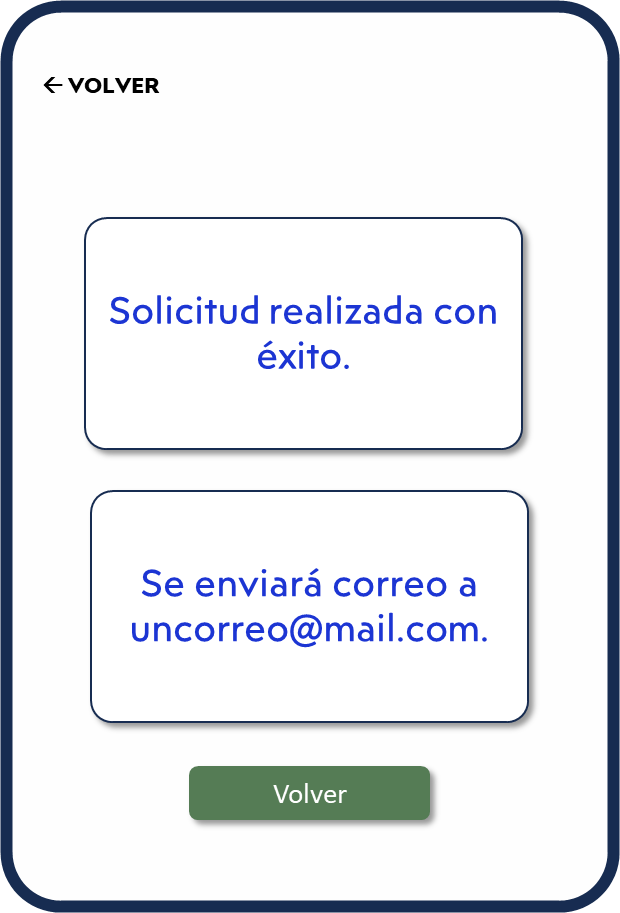 ← VOLVER
Solicitud realizada con
éxito.
Se enviará correo a
uncorreo@mail.com.
Volver